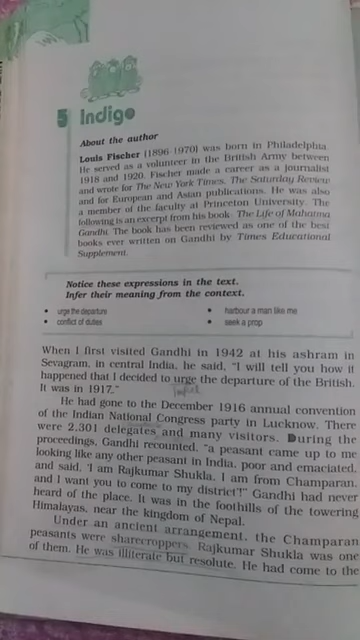 5 Indigo
About the author
Louis Fischer (1896-1970) was born in Philadelphia.
He served as a volunteer in the British Army between
1918 and 1920. Fischer made a career as a journalist
and wrote for The New York Times, The Saturday Review
and for European and Asian publications. He was also
a member of the faculty at Princeton University. The
following is an excerpt from his book- The Life of Mahatma
Gandhi. The book has been reviewed as one of the best
books ever written on Gandhi by Times Educational
Supplement.
Notice these expressions in the text.
Infer their meaning from the context.
• urge the departure
• harbour a man like me
• conflict of duties
• seek a prop
When I first visited Gandhi in 1942 at his ashram in
Sevagram, in central India, he said, "I will tell you how it
happened that I decided to urge the departure of the British.
It was in 1917."
He had gone to the December 1916 annual convention
of the Indian National Congress party in Lucknow. There
were 2,301 delegates and many visitors. During the
proceedings, Gandhi recounted, "a peasant came up to me
looking like any other peasant in India, poor and emaciated,
and said, 'I am Rajkumar Shukla. I am from Champaran,
and I want you to come to my district'!" Gandhi had never
heard of the place. It was in the foothills of the towering
Himalayas, near the kingdom of Nepal.
Under an ancient arrangement, the Champaran
peasants were sharecroppers. Rajkumar Shukla was one
of them. He was illiterate but resolute. He had come to the